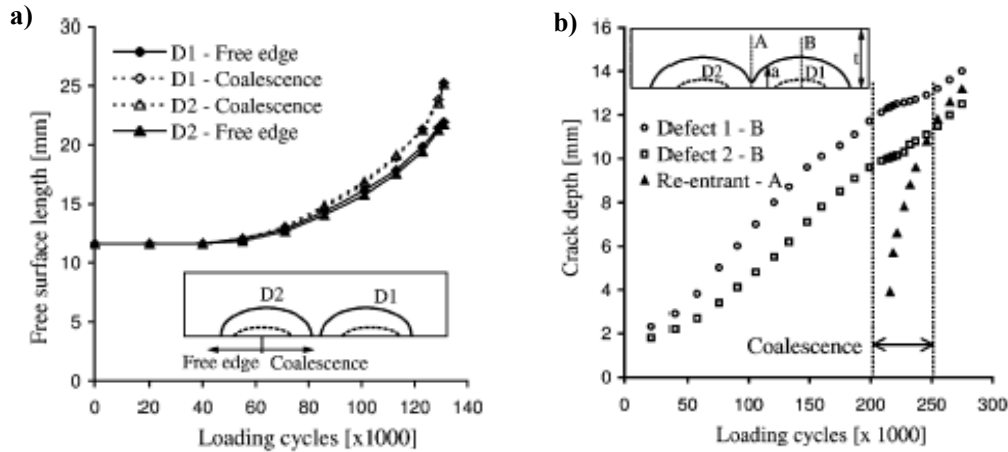 a)
Free surface length [mm]
30
25
20
15
10
5
0
D1 - Free edge
D1 - Coalescence
D2 - Coalescence
D2 - Free edge
D2 D1
Free edge Coalescence
0 20 40 60 80 100 120 140
Loading cycles [x1000]
b)
Crack depth [mm]
16
14
12
10
8
6
4
2
0
A B
D2 a D1 t
Defect 1 - B
Defect 2 - B
Re-entrant - A
Coalescence
0 50 100 150 200 250 300
Loading cycles [x 1000]